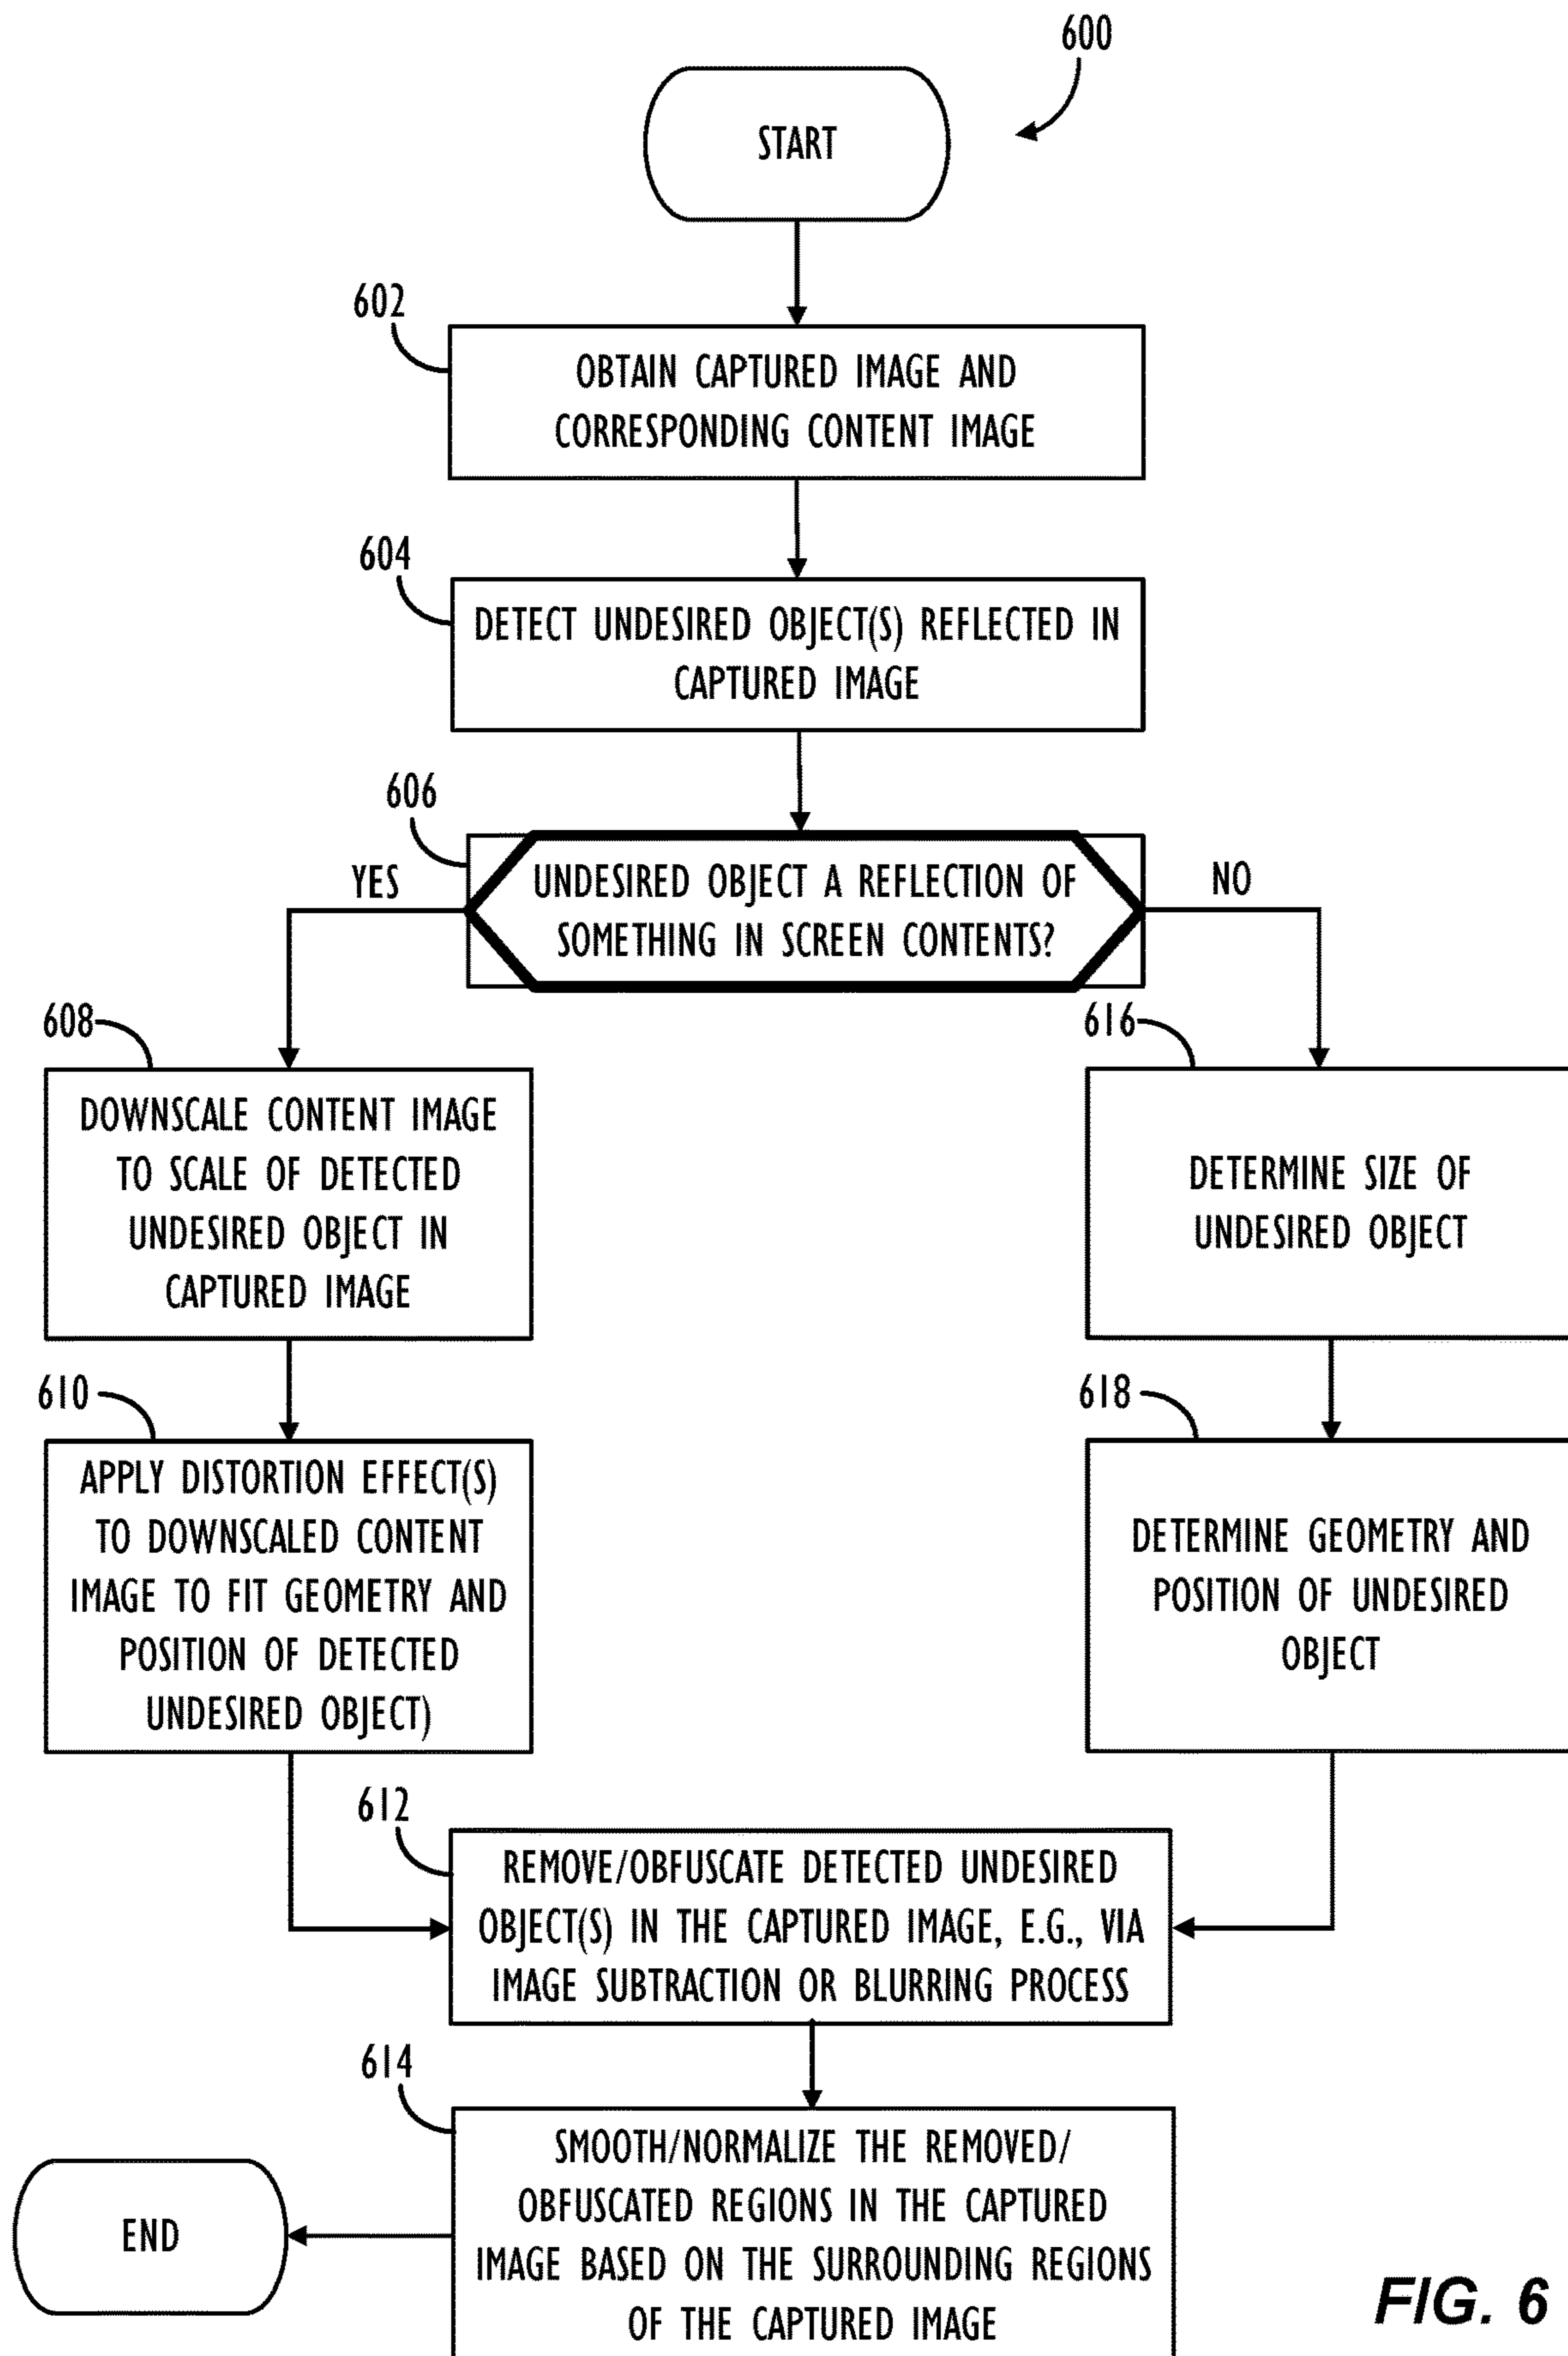 600
START
602
OBTAIN CAPTURED IMAGE AND
CORRESPONDING CONTENT IMAGE
604
DETECT UNDESIRED OBJECT(S) REFLECTED IN
CAPTURED IMAGE
606
YES
UNDESIRED OBJECT A REFLECTION OF
SOMETHING IN SCREEN CONTENTS?
NO
608
DOWNSCALE CONTENT IMAGE
TO SCALE OF DETECTED
UNDESIRED OBJECT IN
CAPTURED IMAGE
616
DETERMINE SIZE OF
UNDESIRED OBJECT
610
APPLY DISTORTION EFFECT(S)
TO DOWNSCALED CONTENT
IMAGE TO FIT GEOMETRY AND
POSITION OF DETECTED
UNDESIRED OBJECT)
618
DETERMINE GEOMETRY AND
POSITION OF UNDESIRED
OBJECT
612
REMOVE/OBFUSCATE DETECTED UNDESIRED
OBJECT(S) IN THE CAPTURED IMAGE, E.G., VIA
IMAGE SUBTRACTION OR BLURRING PROCESS
614
SMOOTH/NORMALIZE THE REMOVED/
OBFUSCATED REGIONS IN THE CAPTURED
IMAGE BASED ON THE SURROUNDING REGIONS
OF THE CAPTURED IMAGE
END
FIG. 6